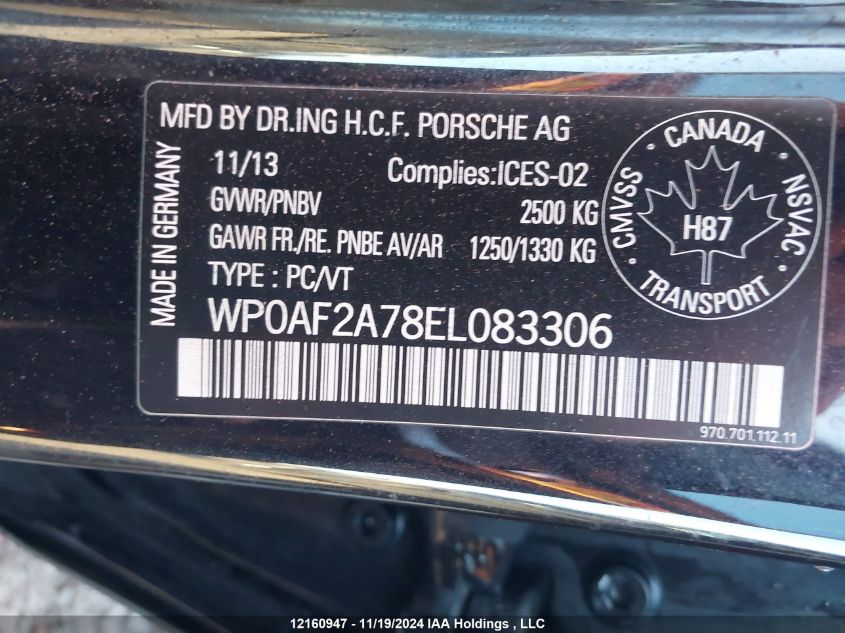 MFD BY DR.ING H.C.F. PORSCHE AG
MADE IN GERMANY
11/13 Complies:ICES-02
GVWR/PNBV 2500 KG
GAWR FR./RE. PNBE AV/AR 1250/1330 KG
TYPE : PC/VT
WP0AF2A78EL083306
CANADA
CMVSS
NSVAC
H87
TRANSPORT
970.701.112.11
12160947 - 11/19/2024 IAA Holdings , LLC